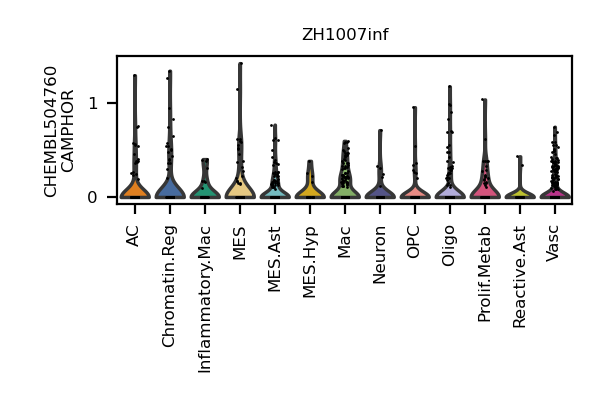 ZH1007inf
CHEMBL504760
CAMPHOR
1
0
AC
Chromatin.Reg
Inflammatory.Mac
MES
MES.Ast
MES.Hyp
Mac
Neuron
OPC
Oligo
Prolif.Metab
Reactive.Ast
Vasc